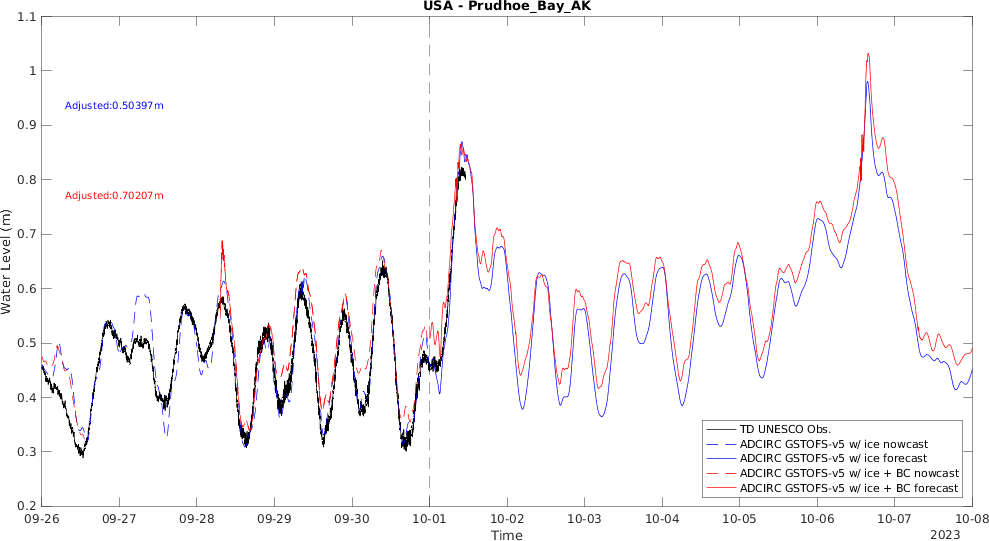 USA - Prudhoe_Bay_AK
1.1
1
0.9
0.8
0.7
0.6
0.5
0.4
0.3
0.2
Water Level (m)
Adjusted:0.50397m
Adjusted:0.70207m
TD UNESCO Obs.
ADCIRC GSTOFS-v5 w/ ice nowcast
ADCIRC GSTOFS-v5 w/ ice forecast
ADCIRC GSTOFS-v5 w/ ice + BC nowcast
ADCIRC GSTOFS-v5 w/ ice + BC forecast
09-26 09-27 09-28 09-29 09-30 10-01 10-02 10-03 10-04 10-05 10-06 10-07 10-08
Time
2023